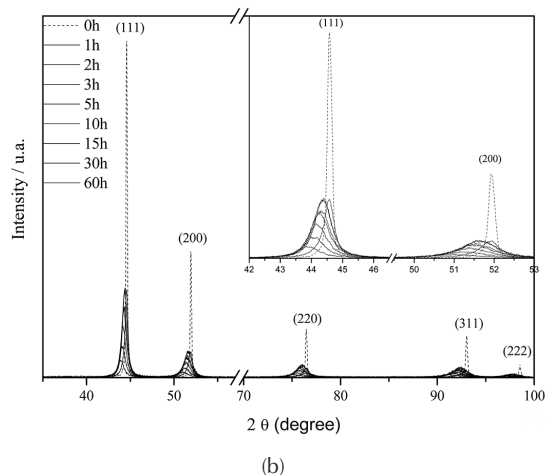 0h
1h
2h
3h
5h
10h
15h
30h
60h
(111)
(200)
(220)
(311)
(222)
(111)
(200)
42 43 44 45 46 50 51 52 53
Intensity / u.a.
40 50 70 80 90 100
2 θ (degree)
(b)